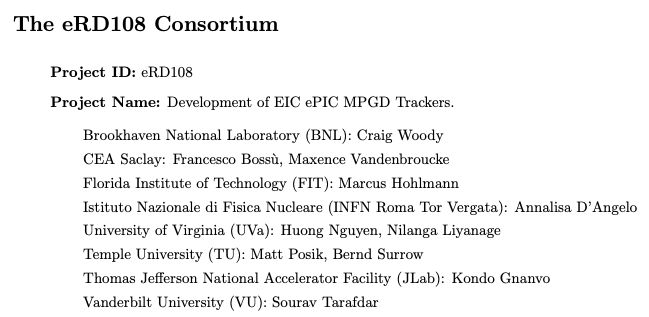 The eRD108 Consortium
Project ID: eRD108
Project Name: Development of EIC ePIC MPGD Trackers.
Brookhaven National Laboratory (BNL): Craig Woody
CEA Saclay: Francesco Bossù, Maxence Vandenbroucke
Florida Institute of Technology (FIT): Marcus Hohlmann
Istituto Nazionale di Fisica Nucleare (INFN Roma Tor Vergata): Annalisa D'Angelo
University of Virginia (UVa): Huong Nguyen, Nilanga Liyanage
Temple University (TU): Matt Posik, Bernd Surrow
Thomas Jefferson National Accelerator Facility (JLab): Kondo Gnanvo
Vanderbilt University (VU): Sourav Tarafdar